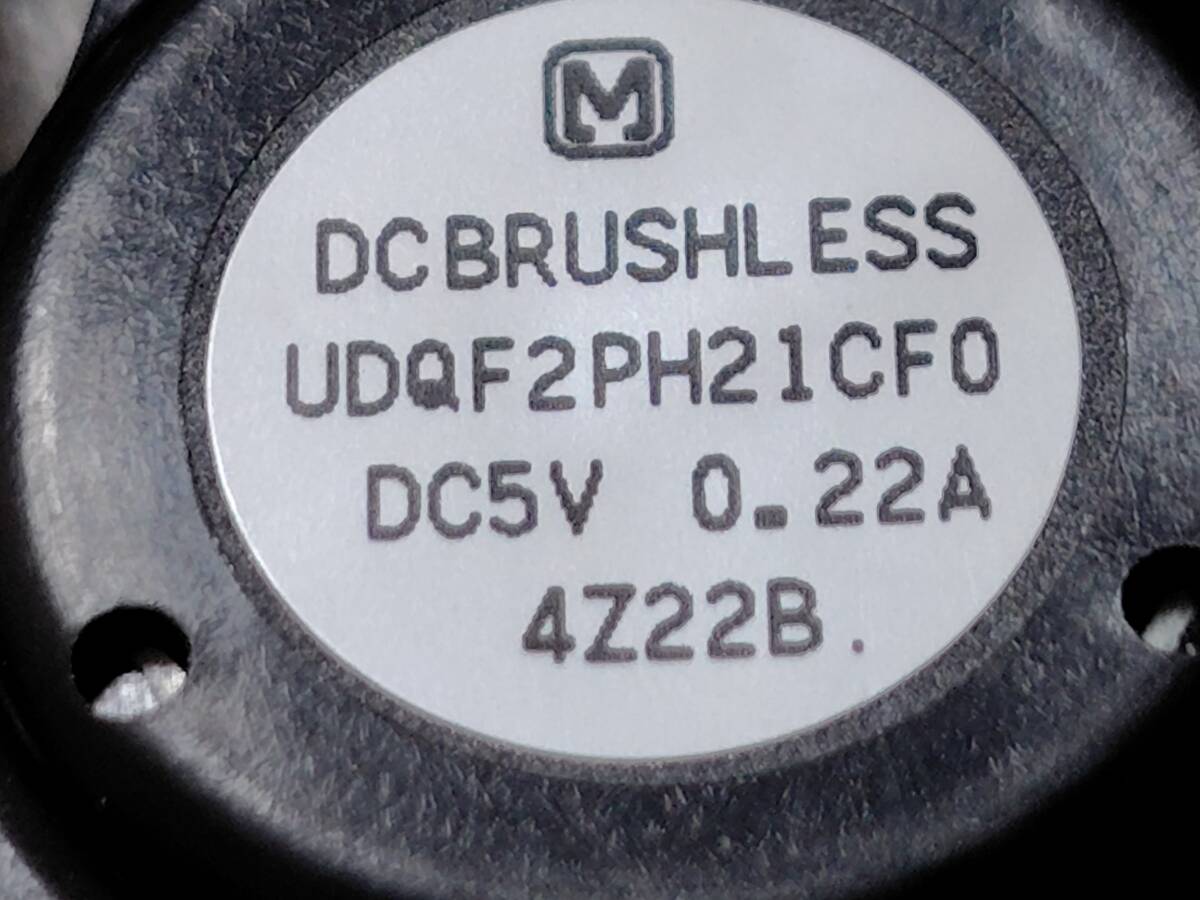 M
DC BRUSHLESS
UDQF2PH21CF0
DC5V 0.22A
4Z22B.